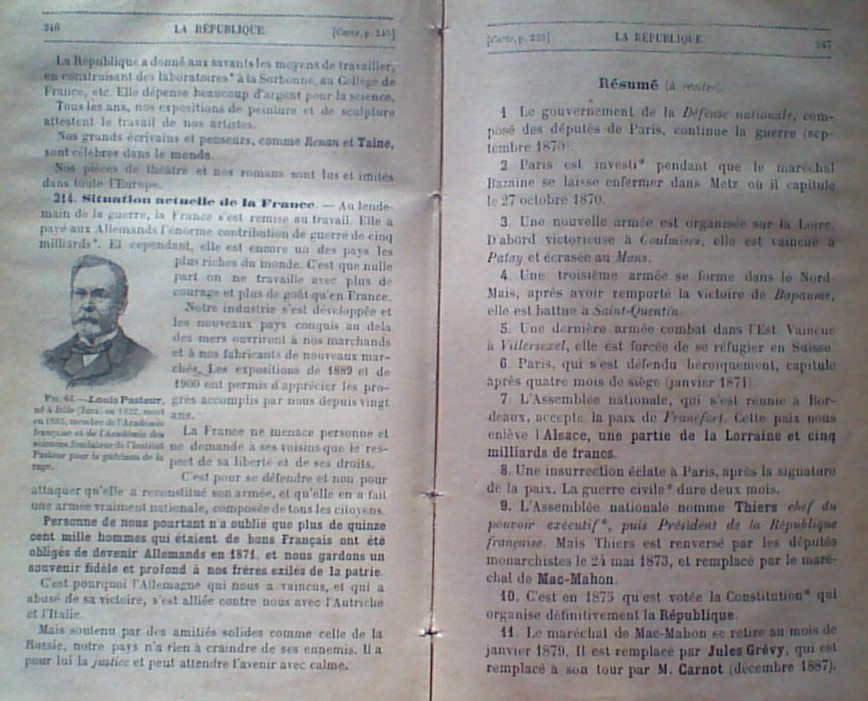 246 LA RÉPUBLIQUE. [Carte, p. 245]
La République a donné aux savants les moyens de travailler,
en construisant des laboratoires* à la Sorbonne, au Collège de
France, etc. Elle dépense beaucoup d'argent pour la science.
Tous les ans, nos expositions de peinture et de sculpture
attestent le travail de nos artistes.
Nos grands écrivains et penseurs, comme Renan et Taine,
sont célèbres dans le monde.
Nos pièces de théâtre et nos romans sont lus et imités
dans toute l'Europe.
214. Situation actuelle de la France. — Au lende-
main de la guerre, la France s'est remise au travail. Elle a
payé aux Allemands l'énorme contribution de guerre de cinq
milliards*. Et cependant, elle est encore un des pays les
plus riches du monde. C'est que nulle
part on ne travaille avec plus de
courage et plus de goût qu'en France.
Notre industrie s'est développée et
les nouveaux pays conquis au delà
des mers ouvriront à nos marchands
et à nos fabricants de nouveaux mar-
chés. Les expositions de 1889 et de
1900 ont permis d'apprécier les pro-
grès accomplis par nous depuis vingt
ans.
La France ne menace personne et
ne demande à ses voisins que le res-
pect de sa liberté et de ses droits.
C'est pour se défendre et non pour
Louis Pasteur,
né à Dôle (Jura) en 1822, mort
en 1895, membre de l'Académie
française et de l'Académie des
sciences, fondateur de l'Institut
Pasteur pour la guérison de la
rage.
attaquer qu'elle a reconstitué son armée, et qu'elle en a fait
une armée vraiment nationale, composée de tous les citoyens.
Personne de nous pourtant n'a oublié que plus de quinze
cent mille hommes qui étaient de bons Français ont été
obligés de devenir Allemands en 1871, et nous gardons un
souvenir fidèle et profond à nos frères exilés de la patrie.
C'est pourquoi l'Allemagne qui nous a vaincus, et qui a
abusé de sa victoire, s'est alliée contre nous avec l'Autriche
et l'Italie.
Mais soutenu par des amitiés solides comme celle de la
Russie, notre pays n'a rien à craindre de ses ennemis. Il a
pour lui la justice et peut attendre l'avenir avec calme.
[Carte, p. 239] LA RÉPUBLIQUE. 247
Résumé (à réciter).
1 Le gouvernement de la Défense nationale, com-
posé des députés de Paris, continue la guerre (sep-
tembre 1870).
2 Paris est investi* pendant que le maréchal
Bazaine se laisse enfermer dans Metz où il capitule
le 27 octobre 1870.
3. Une nouvelle armée est organisée sur la Loire.
D'abord victorieuse à Coulmiers, elle est vaincue à
Patay et écrasée au Mans.
4. Une troisième armée se forme dans le Nord.
Mais, après avoir remporté la victoire de Bapaume,
elle est battue à Saint-Quentin.
5. Une dernière armée combat dans l'Est. Vaincue
à Villersexel, elle est forcée de se réfugier en Suisse.
6. Paris, qui s'est défendu héroïquement, capitule
après quatre mois de siège (janvier 1871).
7 L'Assemblée nationale, qui s'est réunie à Bor-
deaux, accepte la paix de Francfort. Cette paix nous
enlève l'Alsace, une partie de la Lorraine et cinq
milliards de francs.
8. Une insurrection éclate à Paris, après la signature
de la paix. La guerre civile* dure deux mois.
9. L'Assemblée nationale nomme Thiers chef du
pouvoir exécutif*, puis Président de la République
française. Mais Thiers est renversé par les députés
monarchistes le 24 mai 1873, et remplacé par le maré-
chal de Mac-Mahon.
10. C'est en 1875 qu'est votée la Constitution* qui
organise définitivement la République.
11. Le maréchal de Mac-Mahon se retire au mois de
janvier 1879. Il est remplacé par Jules Grévy, qui est
remplacé à son tour par M. Carnot (décembre 1887).